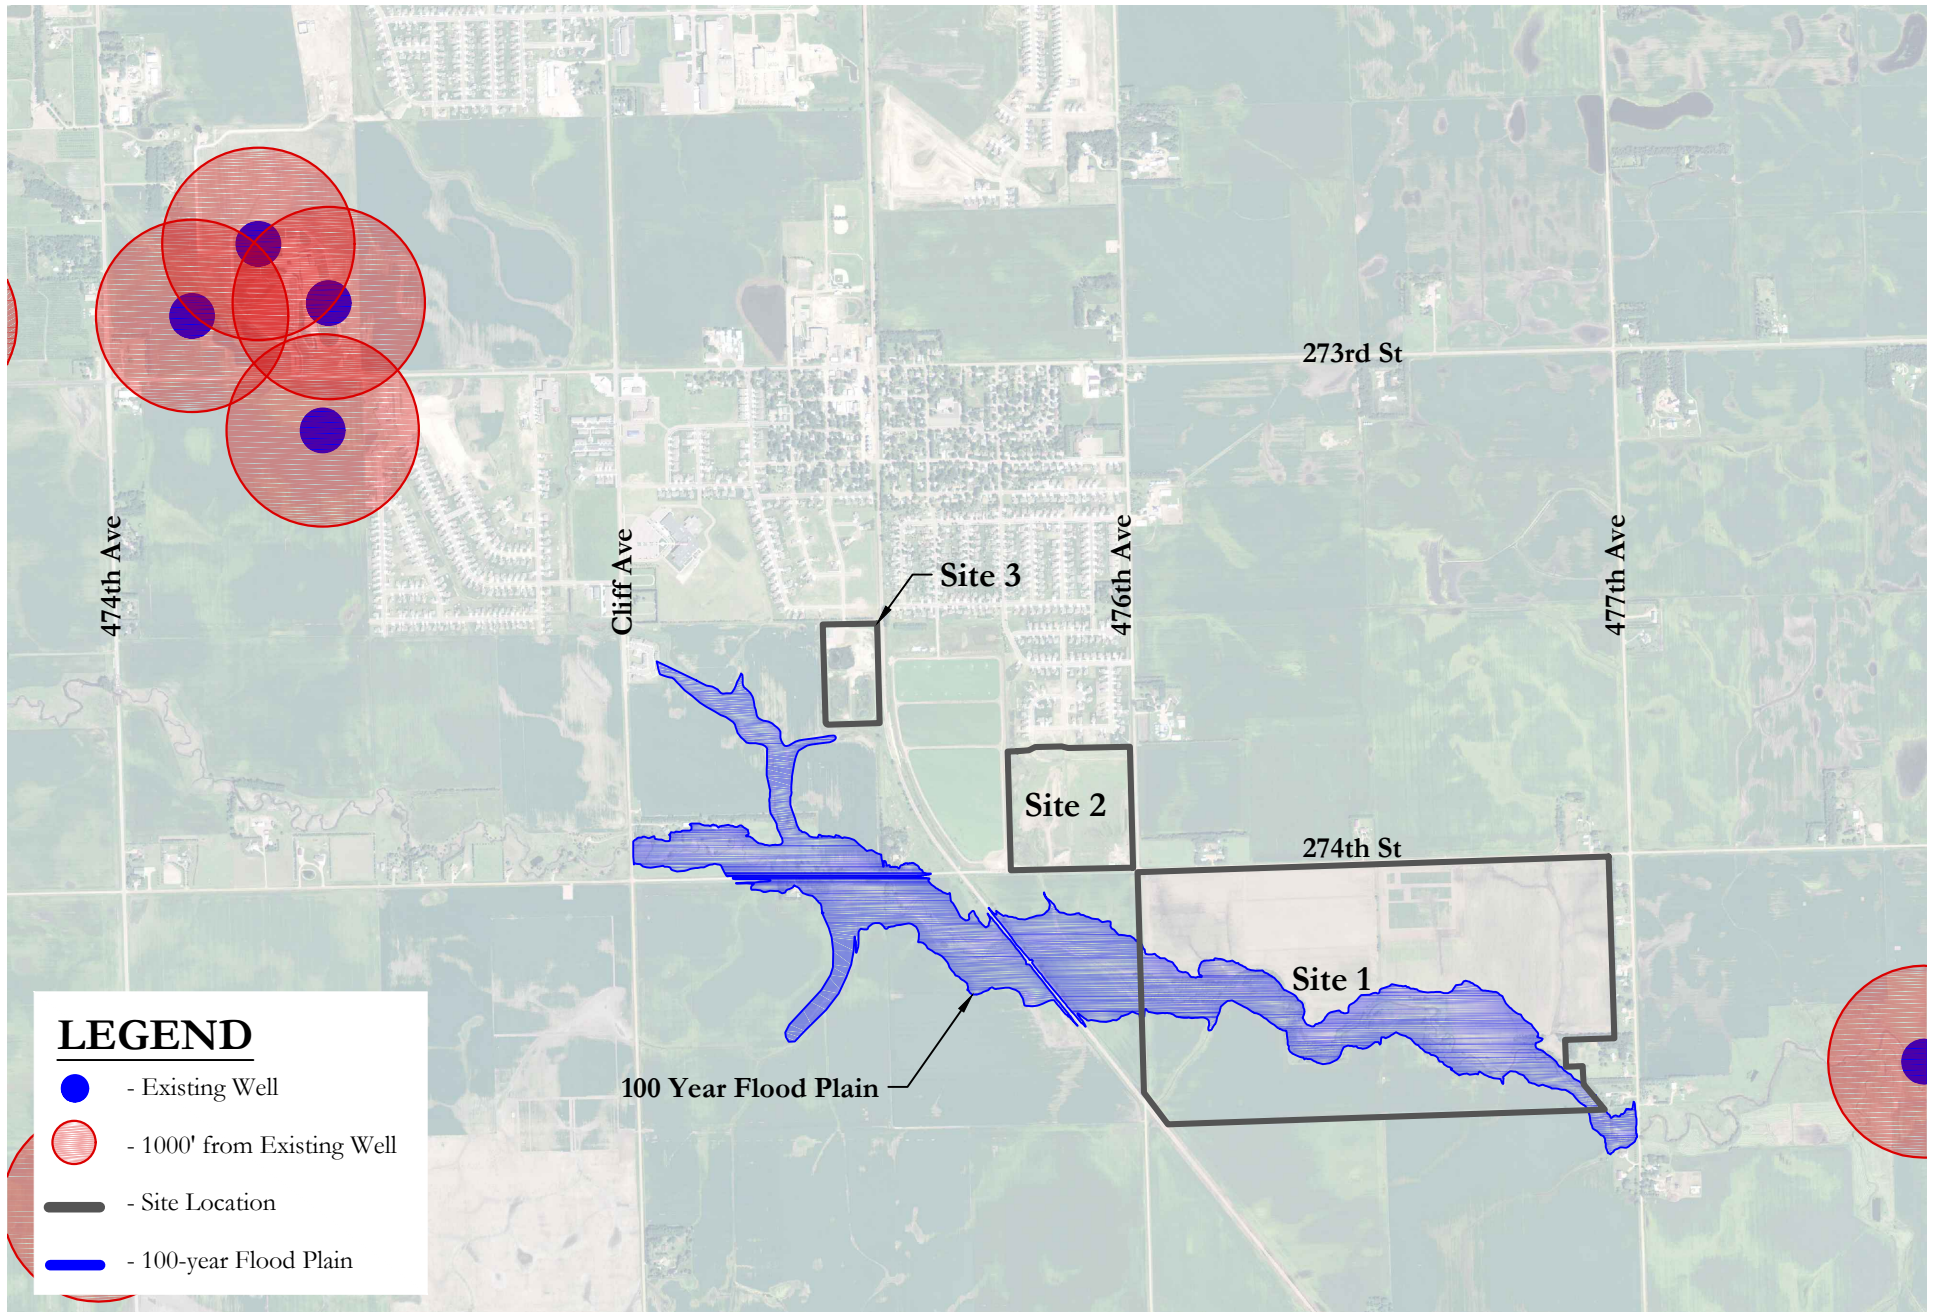 273rd St
474th Ave
Cliff Ave
476th Ave
477th Ave
Site 3
Site 2
274th St
Site 1
100 Year Flood Plain
LEGEND
- Existing Well
- 1000' from Existing Well
- Site Location
- 100-year Flood Plain